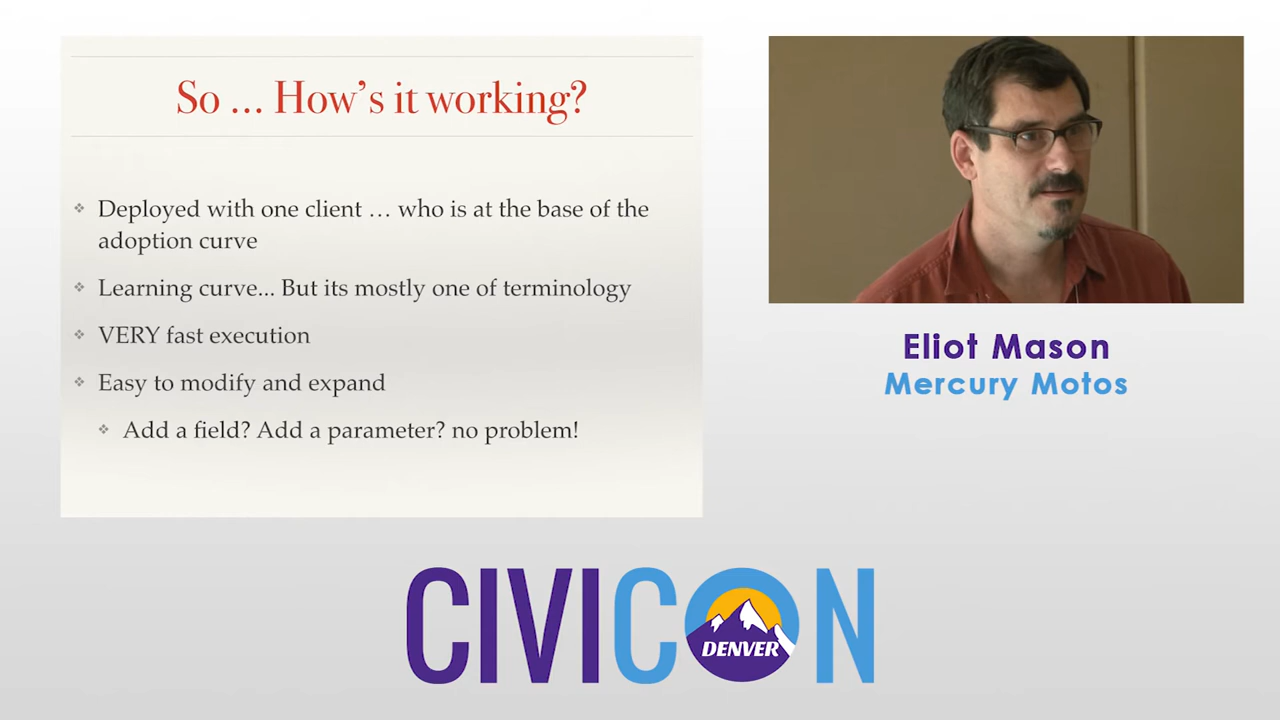 So … How’s it working?
Deployed with one client … who is at the base of the
adoption curve
Learning curve... But its mostly one of terminology
VERY fast execution
Easy to modify and expand
Add a field? Add a parameter? no problem!
Eliot Mason
Mercury Motos
CIVICON
DENVER